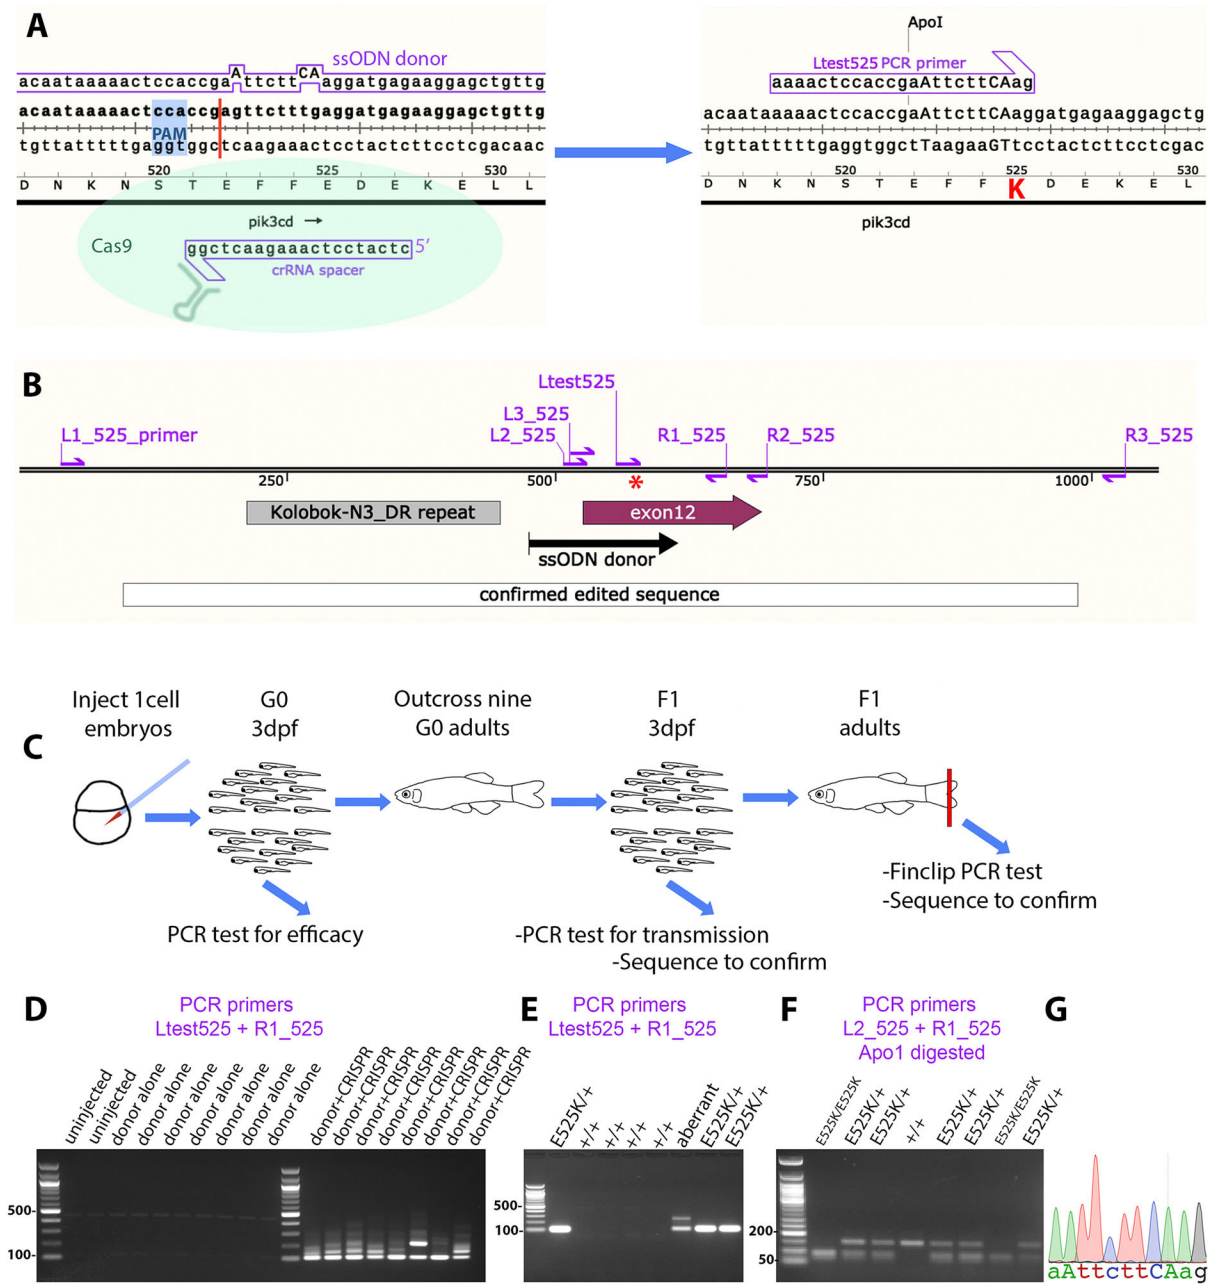 A
ssODN donor
acaataaaaactccaccgaAttcttCAaggatgagaaggagctgttg
acaataaaaactccaccgagttctttgaggatgagaaggagctgttg
PAM
tgttatttttgaggtggctcaagaaactcctactcttcctcgacaac
520 525 530
D N K N S T E F F E D E K E L L
pik3cd →
Cas9
ggctcaagaaactcctactc 5'
crRNA spacer
ApoI
Ltest525 PCR primer
aaaactccaccgaAttcttCAag
acaataaaaactccaccgaAttcttCAaggatgagaaggagctg
tgttatttttgaggtggctTaagaaGTtcctactcttcctcgac
520 525 530
D N K N S T E F F K D E K E L
pik3cd
B
Ltest525
L3_525
L1_525_primer L2_525 R1_525 R2_525 R3_525
250 500 * 750 1000
Kolobok-N3_DR repeat exon12
ssODN donor
confirmed edited sequence
C
Inject 1cell embryos
G0 3dpf
Outcross nine G0 adults
F1 3dpf
F1 adults
PCR test for efficacy
-PCR test for transmission
-Sequence to confirm
-Finclip PCR test
-Sequence to confirm
D
PCR primers
Ltest525 + R1_525
uninjected
uninjected
donor alone
donor alone
donor alone
donor alone
donor alone
donor alone
donor alone
donor+CRISPR
donor+CRISPR
donor+CRISPR
donor+CRISPR
donor+CRISPR
donor+CRISPR
donor+CRISPR
500-
100-
E
PCR primers
Ltest525 + R1_525
E525K/+
+/+
+/+
+/+
+/+
aberrant
E525K/+
E525K/+
500-
100-
F
PCR primers
L2_525 + R1_525
Apo1 digested
E525K/E525K
E525K/+
E525K/+
+/+
E525K/+
E525K/+
E525K/E525K
E525K/+
200-
50-
G
aAttcttCAag